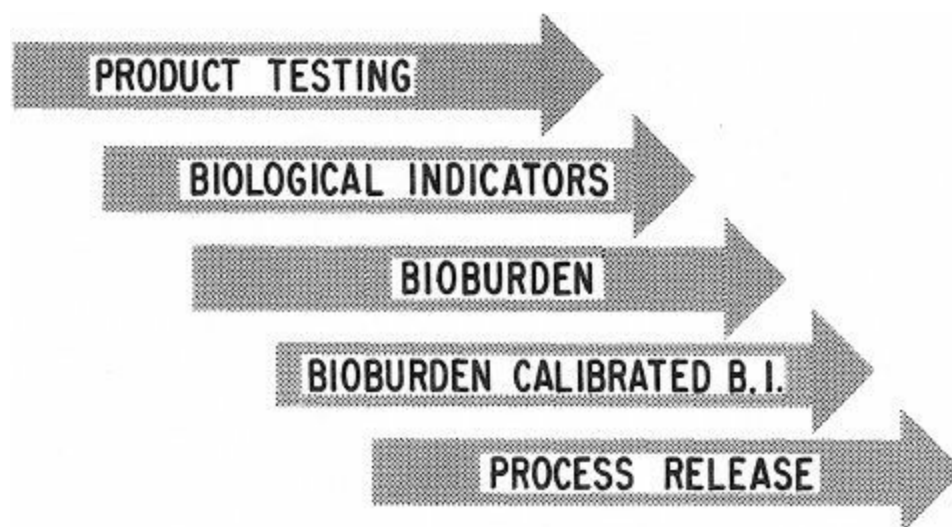 PRODUCT TESTING
BIOLOGICAL INDICATORS
BIOBURDEN
BIOBURDEN CALIBRATED B.I.
PROCESS RELEASE